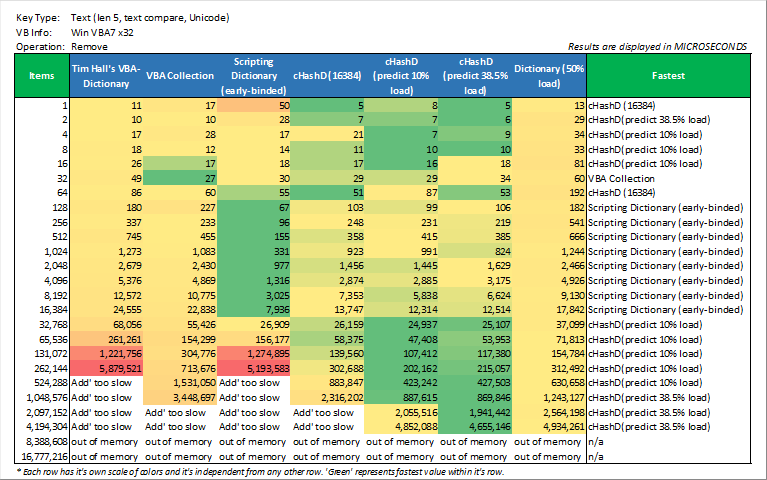 Key Type: Text (len 5, text compare, Unicode)
VB Info: Win VBA7 x32
Operation: Remove
Results are displayed in MICROSECONDS
Items Tim Hall's VBA-Dictionary VBA Collection Scripting Dictionary (early-binded) cHashD (16384) cHashD (predict 10% load) cHashD (predict 38.5% load) Dictionary (50% load) Fastest
1 11 17 50 5 8 5 13 cHashD (16384)
2 10 10 28 7 7 6 29 cHashD(predict 38.5% load)
4 17 28 17 21 7 9 34 cHashD(predict 10% load)
8 18 12 14 11 10 10 33 cHashD(predict 10% load)
16 26 17 18 17 16 18 81 cHashD(predict 10% load)
32 49 27 30 29 29 34 60 VBA Collection
64 86 60 55 51 87 53 192 cHashD (16384)
128 180 227 67 103 99 106 182 Scripting Dictionary (early-binded)
256 337 233 96 248 231 219 541 Scripting Dictionary (early-binded)
512 745 455 155 358 415 385 666 Scripting Dictionary (early-binded)
1,024 1,273 1,083 331 923 991 824 1,244 Scripting Dictionary (early-binded)
2,048 2,679 2,430 977 1,456 1,445 1,629 2,466 Scripting Dictionary (early-binded)
4,096 5,376 4,869 1,316 2,874 2,885 3,175 4,926 Scripting Dictionary (early-binded)
8,192 12,572 10,775 3,025 7,353 5,838 6,624 9,130 Scripting Dictionary (early-binded)
16,384 24,555 22,838 7,936 13,747 12,314 12,514 17,842 Scripting Dictionary (early-binded)
32,768 68,056 55,426 26,909 26,159 24,937 25,107 37,099 cHashD(predict 10% load)
65,536 261,261 154,299 156,177 58,375 47,408 53,953 71,813 cHashD(predict 10% load)
131,072 1,221,756 304,776 1,274,895 139,560 107,412 117,380 154,784 cHashD(predict 10% load)
262,144 5,879,521 713,676 5,193,583 302,688 202,162 215,057 312,492 cHashD(predict 10% load)
524,288 Add' too slow 1,531,050 Add' too slow 883,847 423,242 427,503 630,658 cHashD(predict 10% load)
1,048,576 Add' too slow 3,448,697 Add' too slow 2,316,202 887,615 869,846 1,243,127 cHashD(predict 38.5% load)
2,097,152 Add' too slow Add' too slow Add' too slow Add' too slow 2,055,516 1,941,442 2,564,198 cHashD(predict 38.5% load)
4,194,304 Add' too slow Add' too slow Add' too slow Add' too slow 4,852,088 4,655,146 4,934,261 cHashD(predict 38.5% load)
8,388,608 out of memory out of memory out of memory out of memory out of memory out of memory out of memory n/a
16,777,216 out of memory out of memory out of memory out of memory out of memory out of memory out of memory n/a
* Each row has it's own scale of colors and it's independent from any other row. 'Green' represents fastest value within it's row.